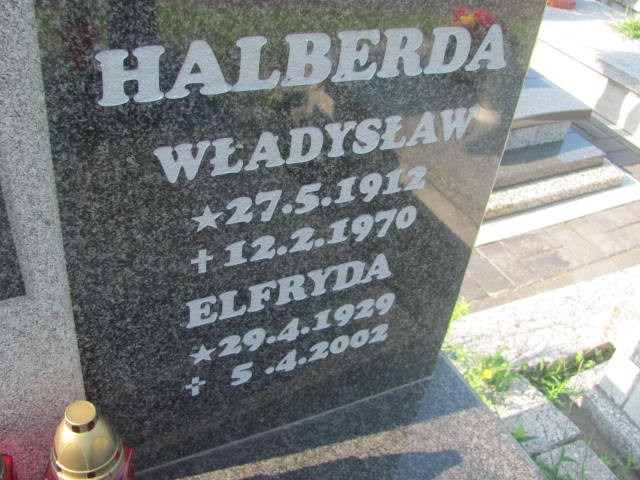 HALBERDA
WŁADYSŁAW
★27.5.1912
✝12.2.1970
ELFRYDA
★29.4.1929
✝ 5.4.2002